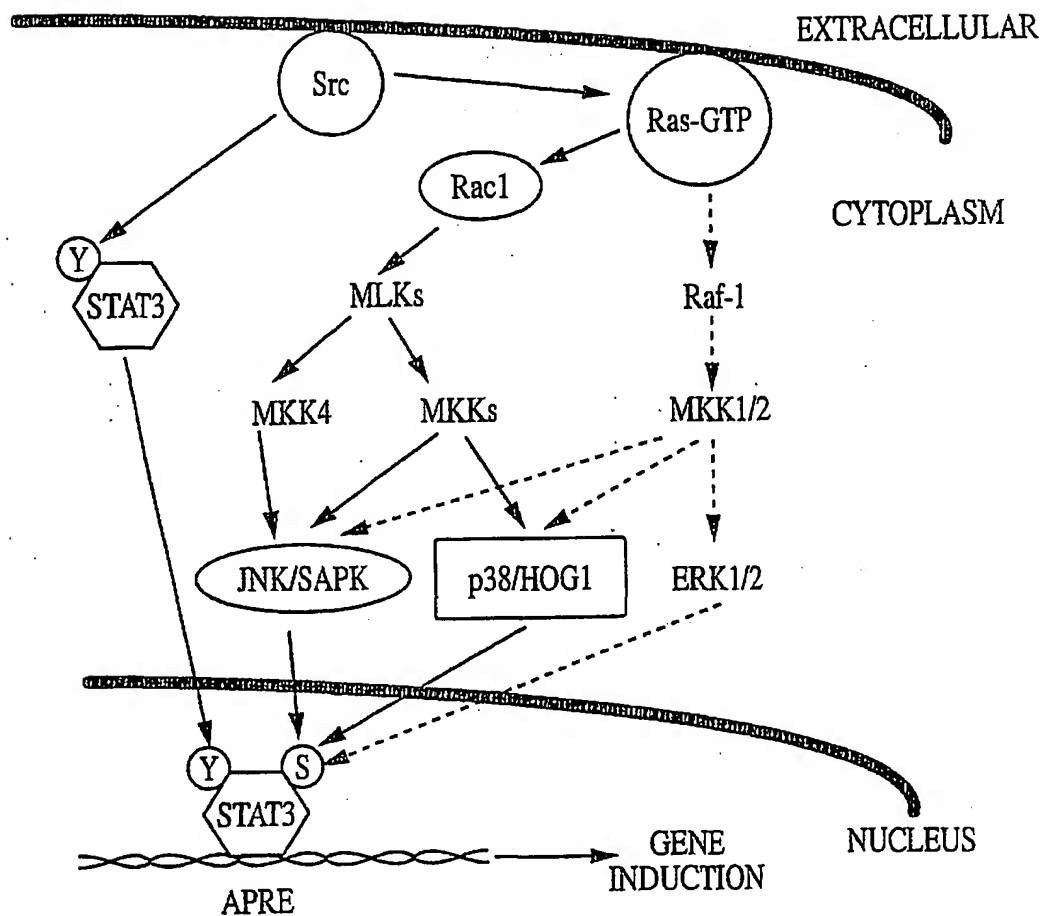 EXTRACELLULAR
Src
Ras-GTP
Rac1
CYTOPLASM
Y
STAT3
MLKs
Raf-1
MKK4
MKKs
MKK1/2
JNK/SAPK
p38/HOG1
ERK1/2
Y
S
STAT3
NUCLEUS
GENE
INDUCTION
APRE